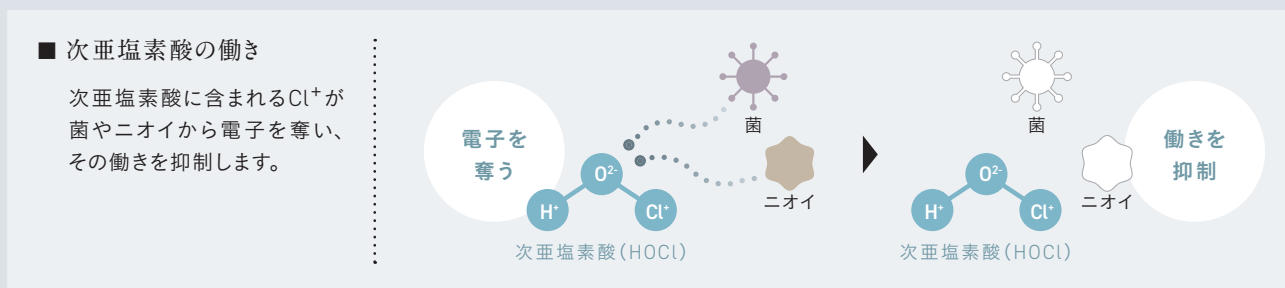 ■ 次亜塩素酸の働き
次亜塩素酸に含まれるCl⁺が
菌やニオイから電子を奪い、
その働きを抑制します。
電子を
奪う
菌
ニオイ
O²⁻
H⁺
Cl⁺
次亜塩素酸(HOCl)
菌
ニオイ
O²⁻
H⁺
Cl⁺
次亜塩素酸(HOCl)
働きを
抑制